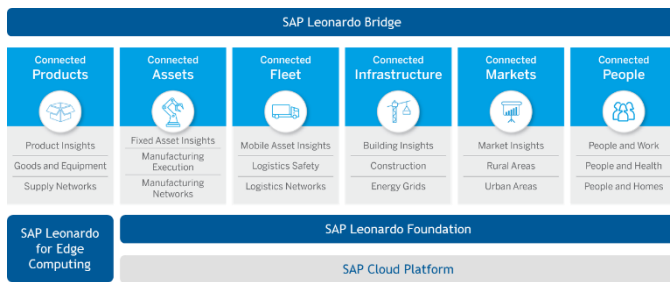 SAP Leonardo Bridge
Connected
Products
Product Insights
Goods and Equipment
Supply Networks
Connected
Assets
Fixed Asset Insights
Manufacturing
Execution
Manufacturing
Networks
Connected
Fleet
Mobile Asset Insights
Logistics Safety
Logistics Networks
Connected
Infrastructure
Building Insights
Construction
Energy Grids
Connected
Markets
Market Insights
Rural Areas
Urban Areas
Connected
People
People and Work
People and Health
People and Homes
SAP Leonardo
for Edge
Computing
SAP Leonardo Foundation
SAP Cloud Platform